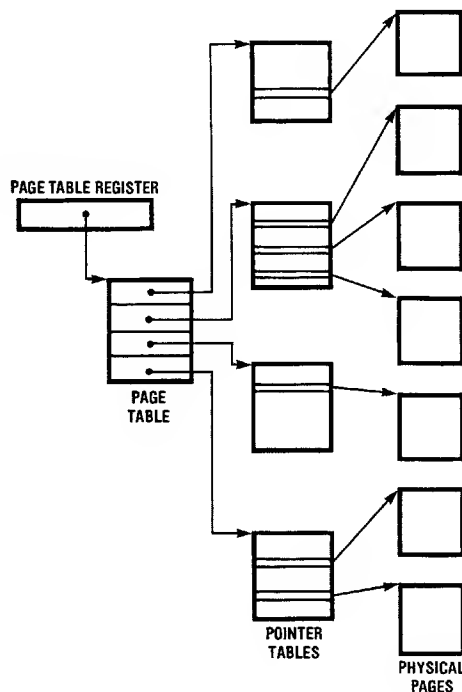 PAGE TABLE REGISTER
PAGE
TABLE
POINTER
TABLES
PHYSICAL
PAGES